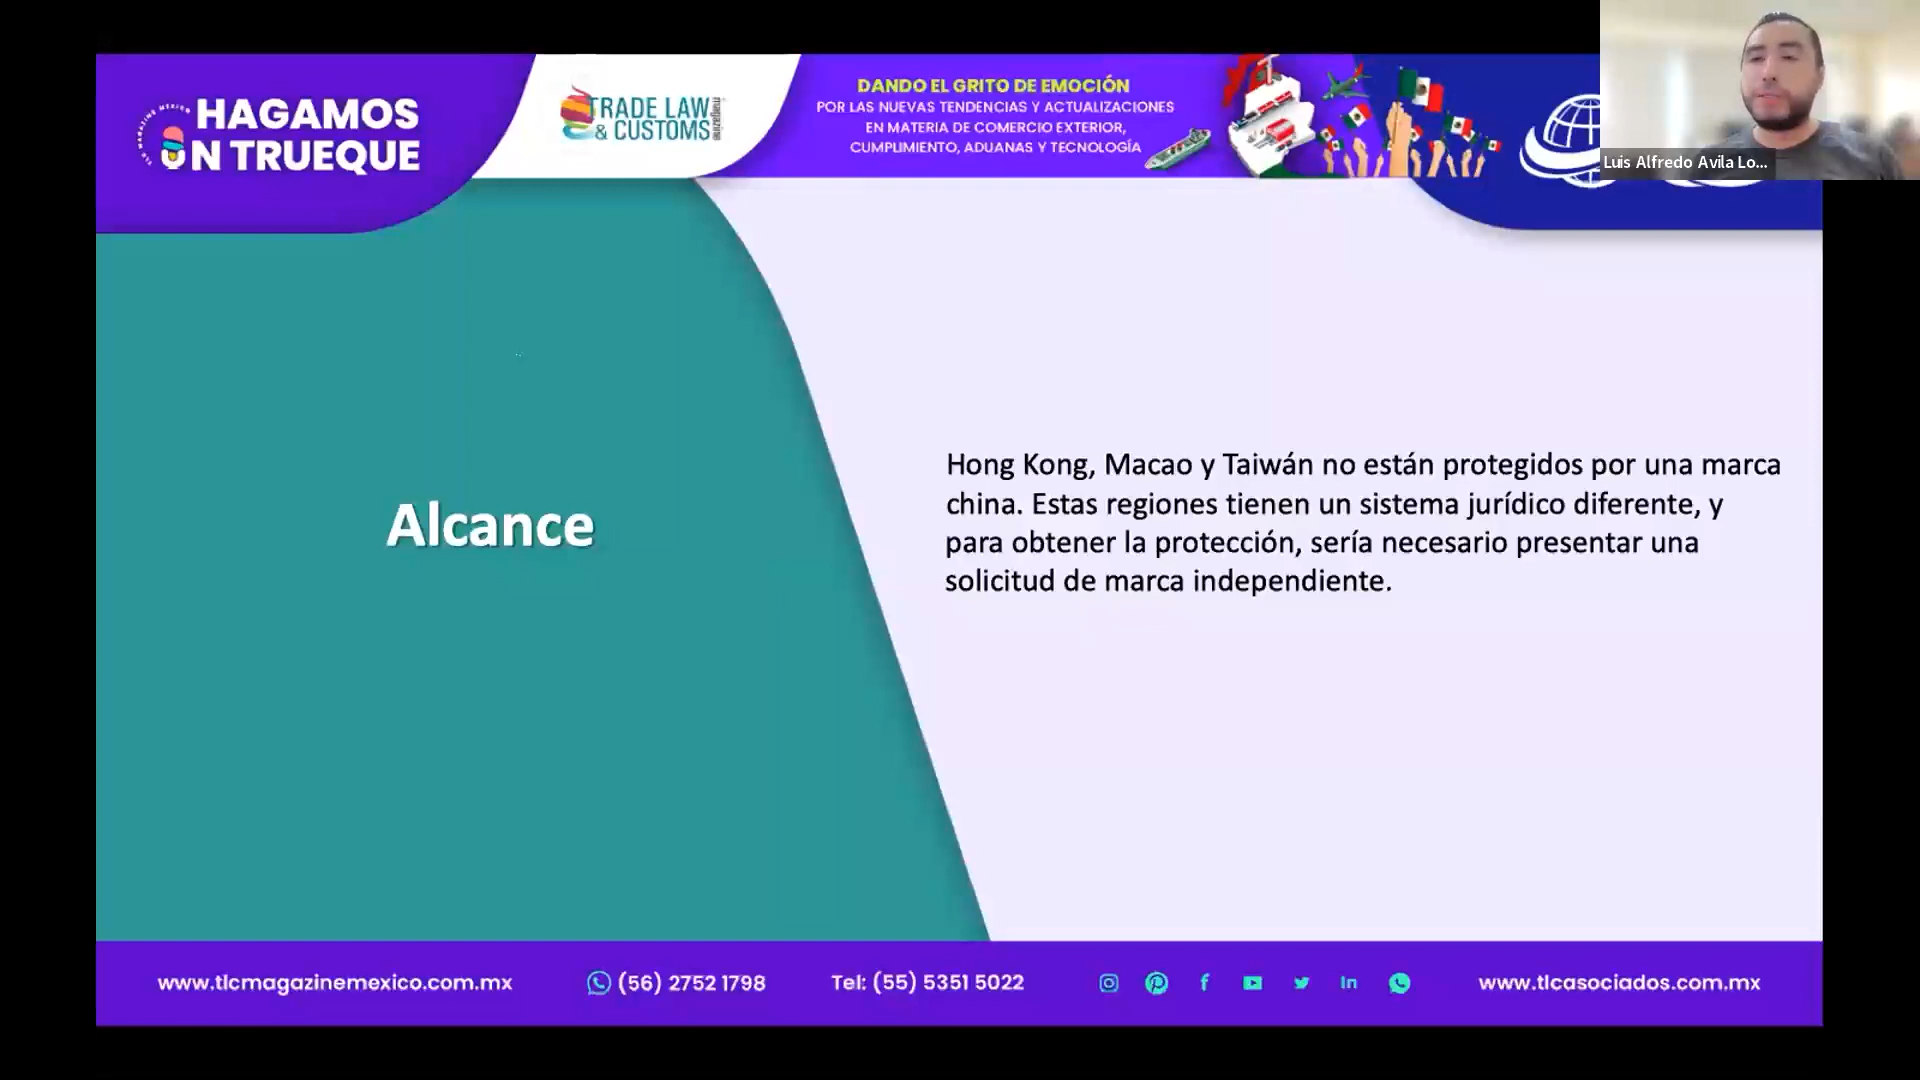 HAGAMOS
UN TRUEQUE
TRADE LAW
& CUSTOMS
magazine
DANDO EL GRITO DE EMOCIÓN
POR LAS NUEVAS TENDENCIAS Y ACTUALIZACIONES
EN MATERIA DE COMERCIO EXTERIOR,
CUMPLIMIENTO, ADUANAS Y TECNOLOGÍA
Luis Alfredo Avila Lo...
Alcance
Hong Kong, Macao y Taiwán no están protegidos por una marca
china. Estas regiones tienen un sistema jurídico diferente, y
para obtener la protección, sería necesario presentar una
solicitud de marca independiente.
www.tlcmagazinemexico.com.mx
(56) 2752 1798
Tel: (55) 5351 5022
www.tlcasociados.com.mx